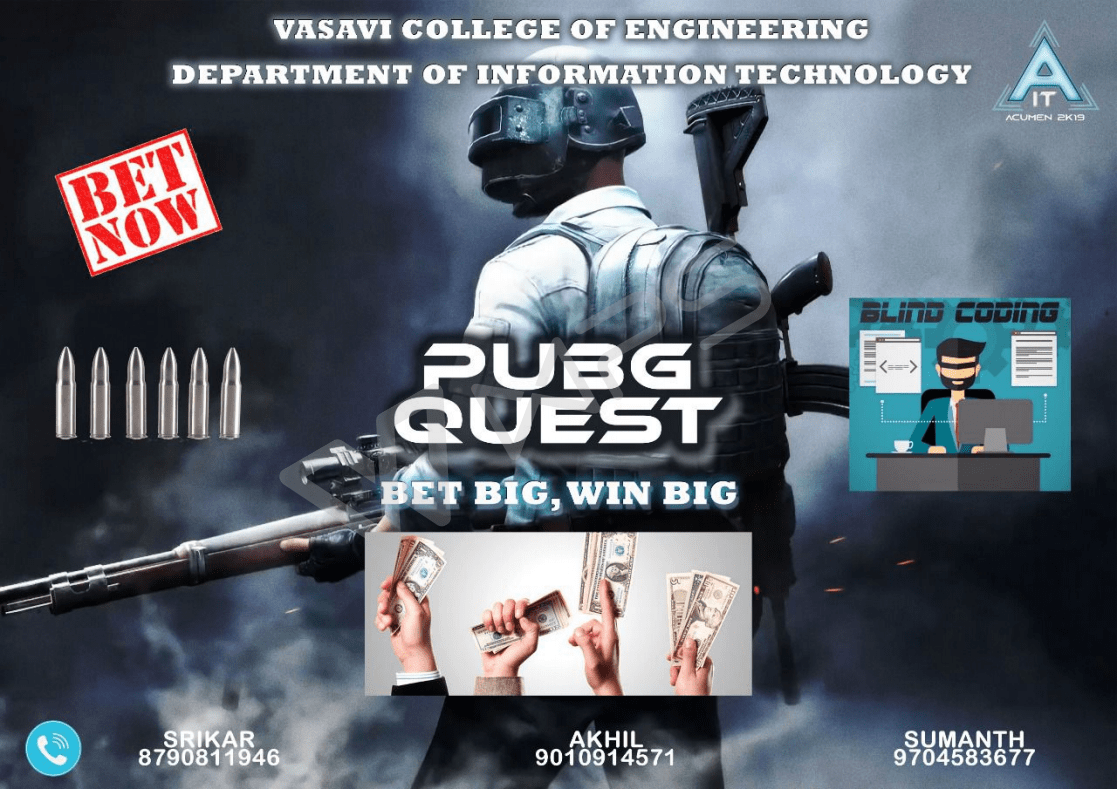 VASAVI COLLEGE OF ENGINEERING
DEPARTMENT OF INFORMATION TECHNOLOGY
A
IT
ACUMEN 2K19
BET
NOW
BLIND CODING
PUBG
QUEST
BET BIG, WIN BIG
SRIKAR
8790811946
AKHIL
9010914571
SUMANTH
9704583677